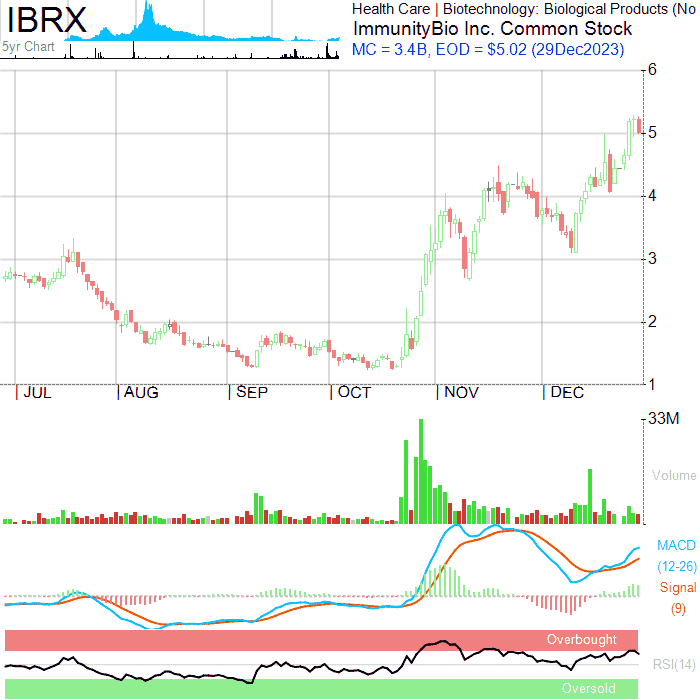 IBRX
5yr Chart
Health Care | Biotechnology: Biological Products (No
ImmunityBio Inc. Common Stock
MC = 3.4B, EOD = $5.02 (29Dec2023)
6
5
4
3
2
1
JUL AUG SEP OCT NOV DEC
33M
Volume
MACD
(12-26)
Signal
(9)
Overbought
RSI(14)
Oversold